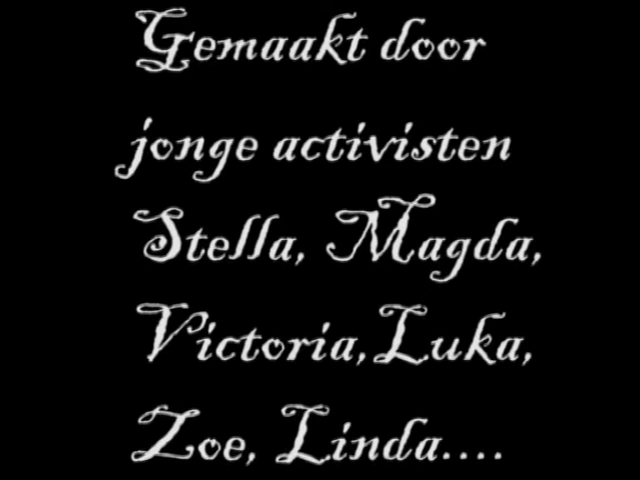 Gemaakt door
jonge activisten
Stella, Magda,
Victoria,Luka,
Zoe, Linda....